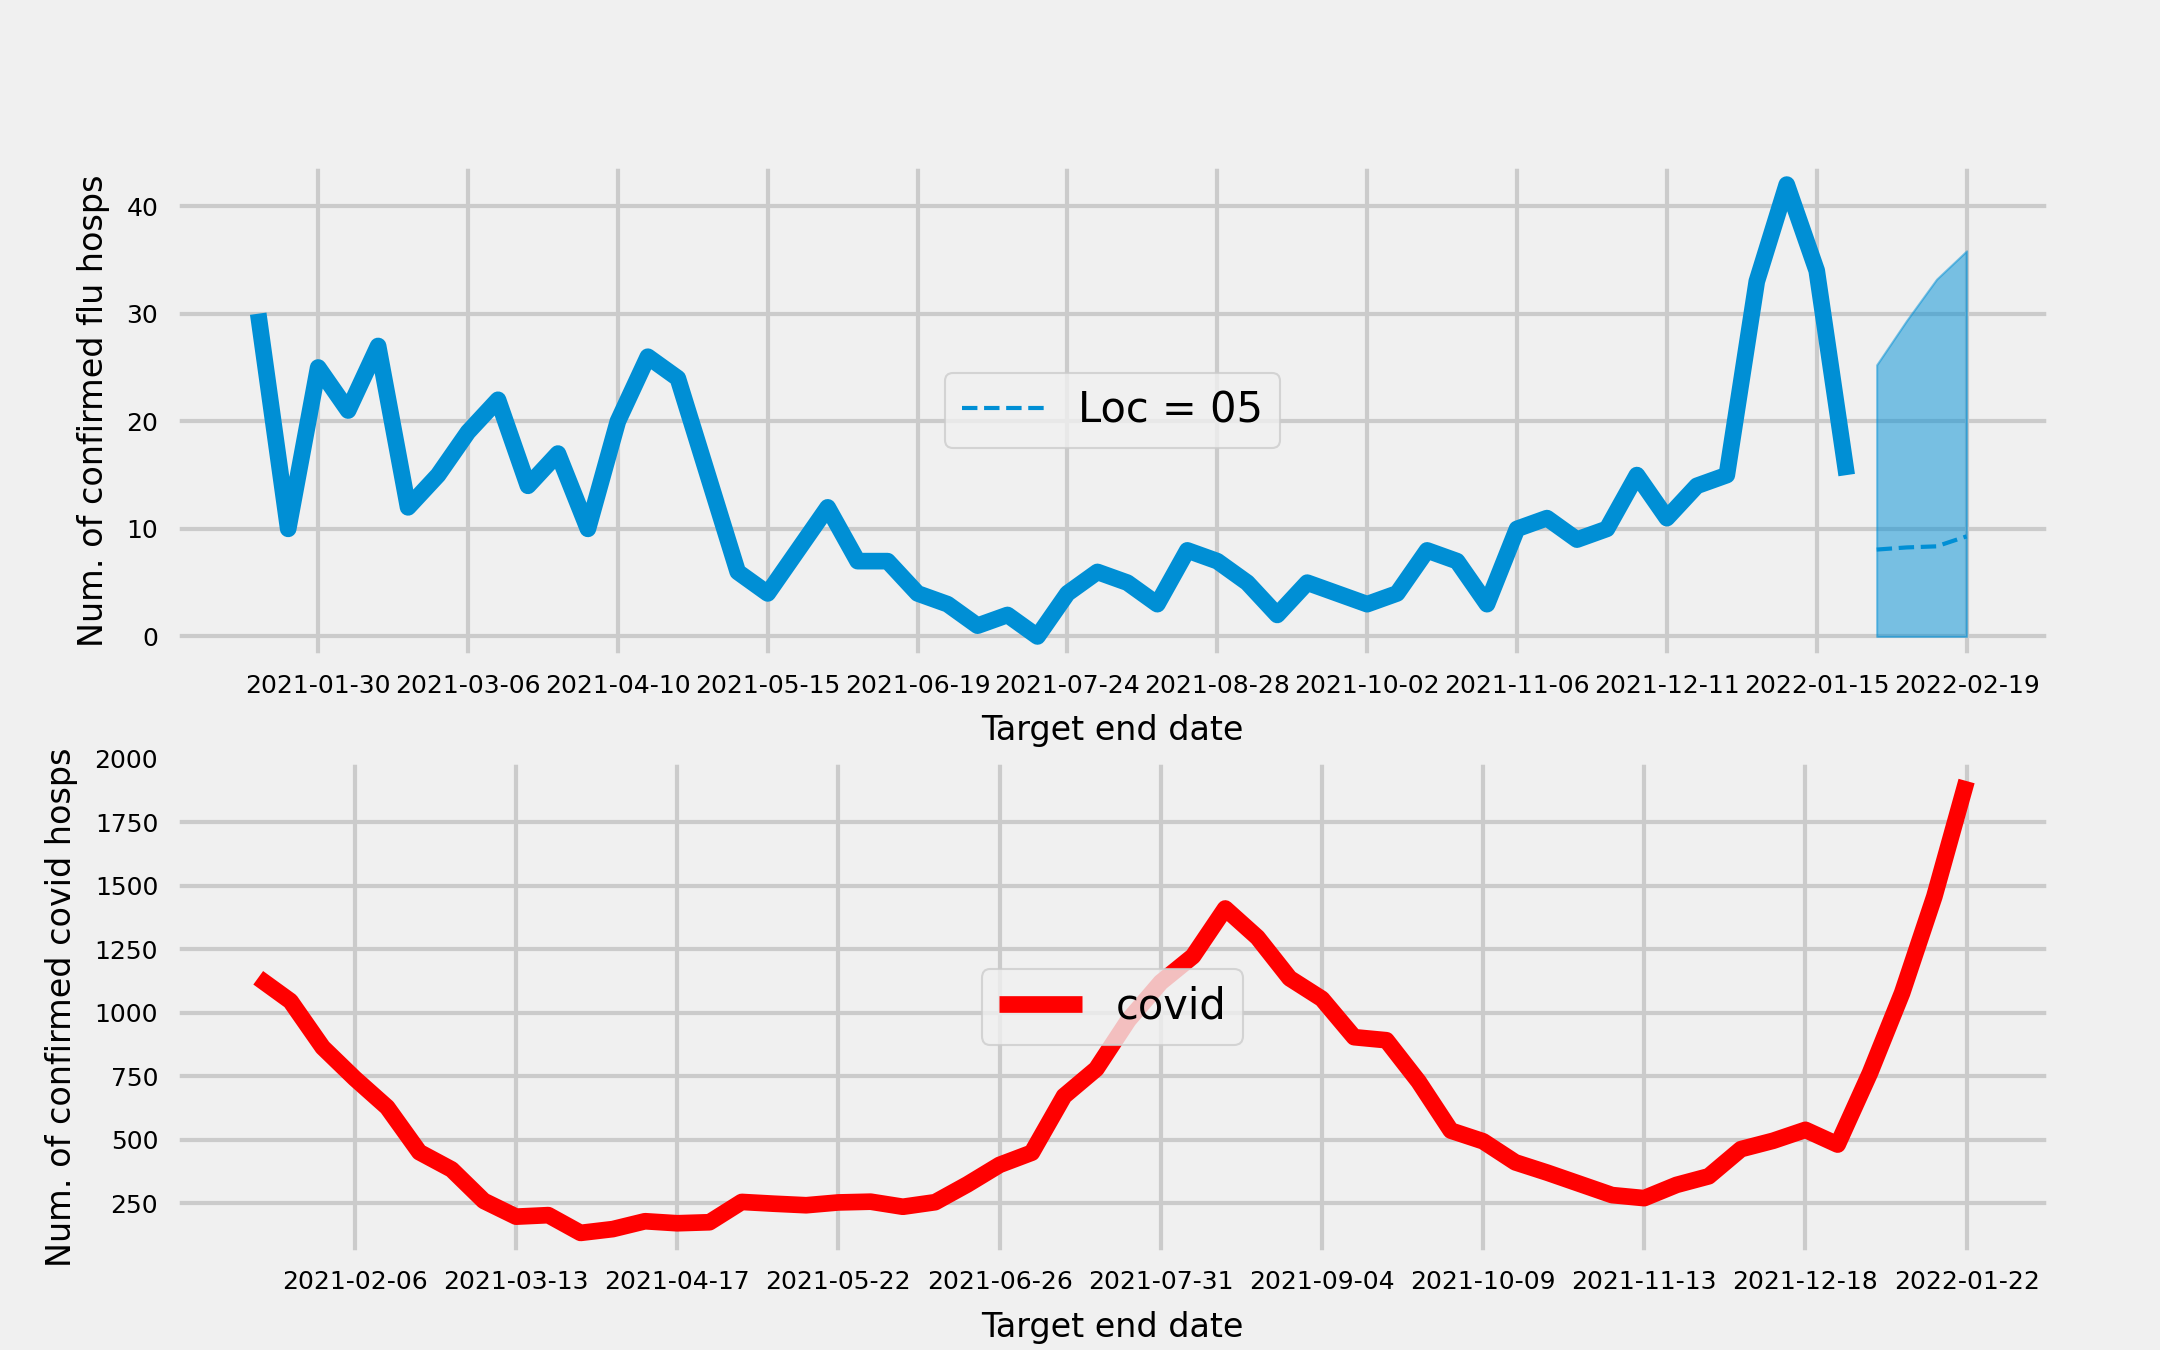 Num. of confirmed flu hosps
40
30
20
10
0
Loc = 05
2021-01-30 2021-03-06 2021-04-10 2021-05-15 2021-06-19 2021-07-24 2021-08-28 2021-10-02 2021-11-06 2021-12-11 2022-01-15 2022-02-19
Target end date
Num. of confirmed covid hosps
2000
1750
1500
1250
1000
750
500
250
covid
2021-02-06 2021-03-13 2021-04-17 2021-05-22 2021-06-26 2021-07-31 2021-09-04 2021-10-09 2021-11-13 2021-12-18 2022-01-22
Target end date